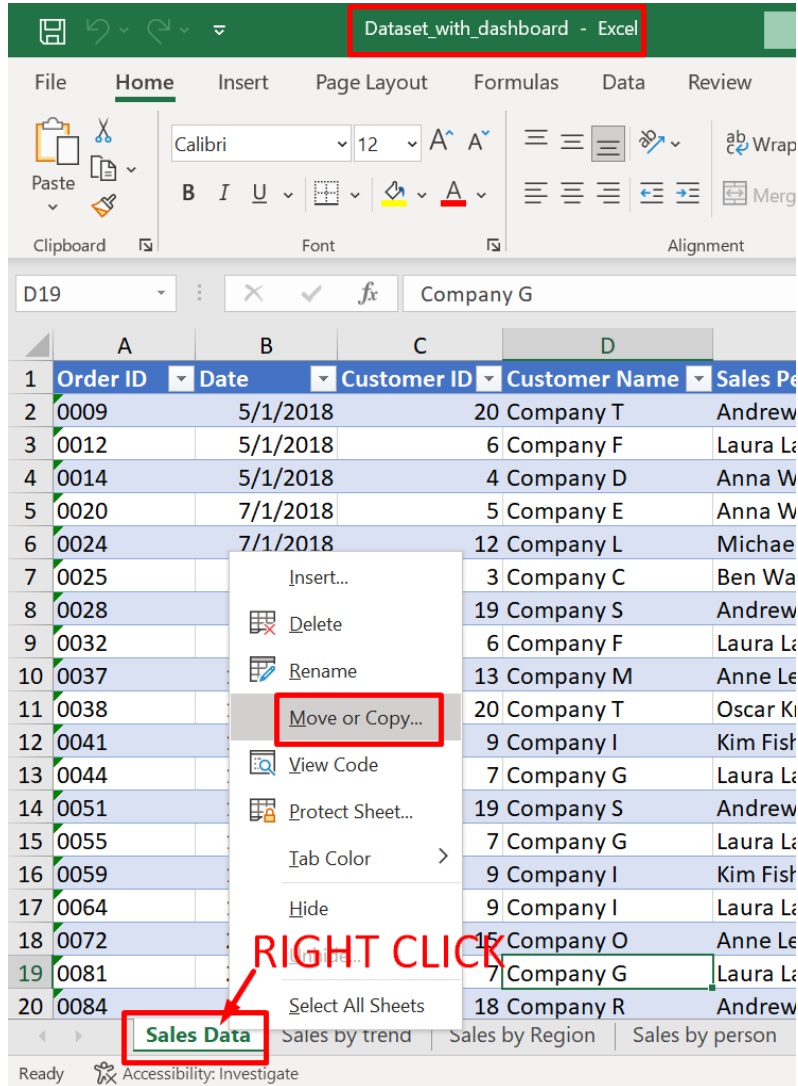 Dataset_with_dashboard - Excel
File Home Insert Page Layout Formulas Data Review
Paste
Calibri 12 A^ A˅
ab
c Wrap
B I U A
Merg
Clipboard Font Alignment
D19 fx Company G
A B C D
1 Order ID Date Customer ID Customer Name Sales Pe
2 0009 5/1/2018 20 Company T Andrew
3 0012 5/1/2018 6 Company F Laura La
4 0014 5/1/2018 4 Company D Anna W
5 0020 7/1/2018 5 Company E Anna W
6 0024 7/1/2018 12 Company L Michae
7 0025 Insert... 3 Company C Ben Wa
8 0028 Delete 19 Company S Andrew
9 0032 6 Company F Laura La
Rename
10 0037 13 Company M Anne Le
11 0038 Move or Copy... 20 Company T Oscar Kn
12 0041 9 Company I Kim Fish
13 0044 View Code 7 Company G Laura La
14 0051 Protect Sheet... 19 Company S Andrew
15 0055 7 Company G Laura La
16 0059 Tab Color 9 Company I Kim Fish
17 0064 Hide 9 Company I Laura La
18 0072 Unhide... 15 Company O Anne Le
RIGHT CLICK
19 0081 7 Company G Laura La
20 0084 Select All Sheets 18 Company R Andrew
Sales Data Sales by trend Sales by Region Sales by person
Ready Accessibility: Investigate